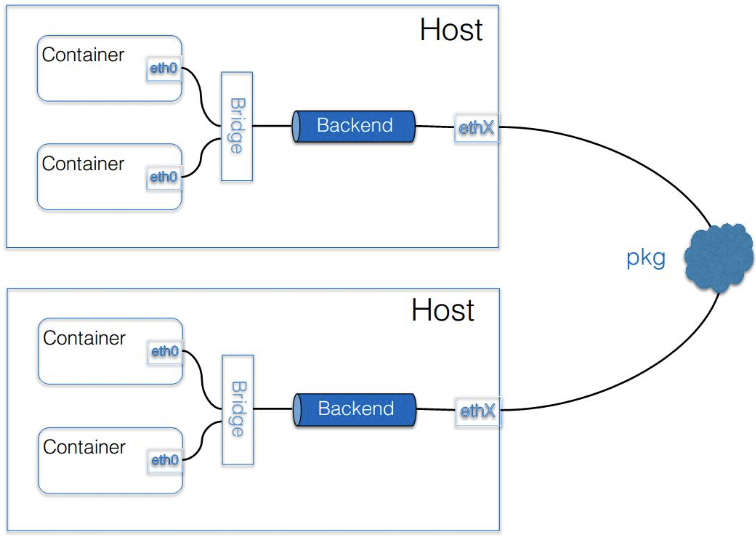 Host
Container
eth0
Bridge
Backend
ethX
Container
eth0
pkg
Host
Container
eth0
Bridge
Backend
ethX
Container
eth0